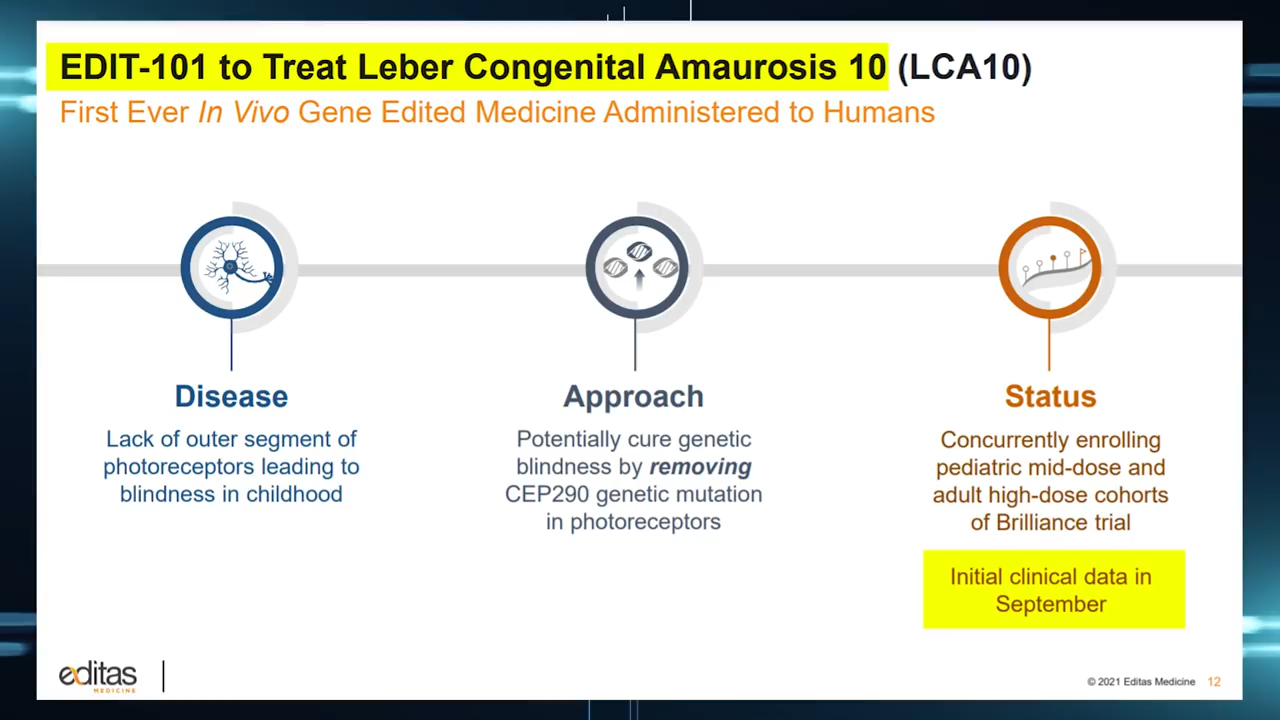 EDIT-101 to Treat Leber Congenital Amaurosis 10 (LCA10)
First Ever In Vivo Gene Edited Medicine Administered to Humans
Disease
Lack of outer segment of
photoreceptors leading to
blindness in childhood
Approach
Potentially cure genetic
blindness by removing
CEP290 genetic mutation
in photoreceptors
Status
Concurrently enrolling
pediatric mid-dose and
adult high-dose cohorts
of Brilliance trial
Initial clinical data in
September
editas
MEDICINE
© 2021 Editas Medicine 12